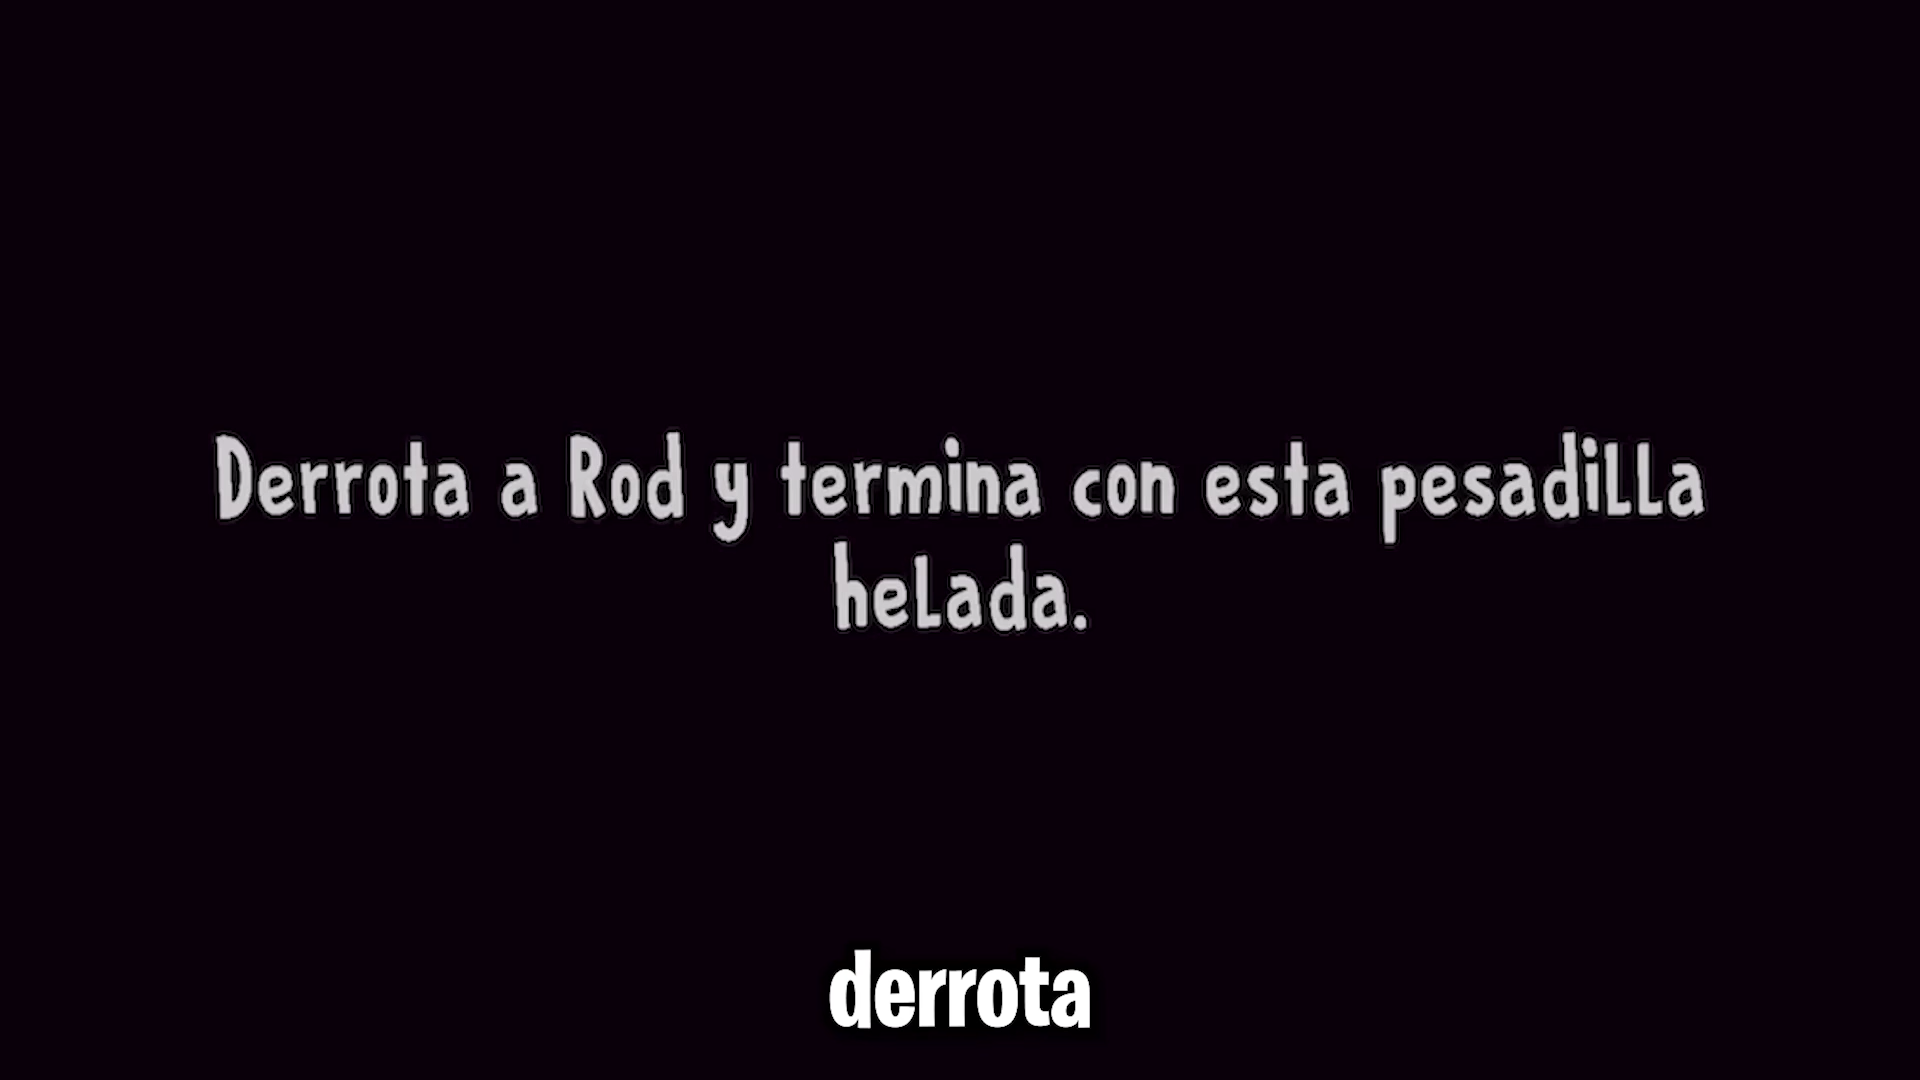 Derrota a Rod y termina con esta pesadilla
helada.
derrota